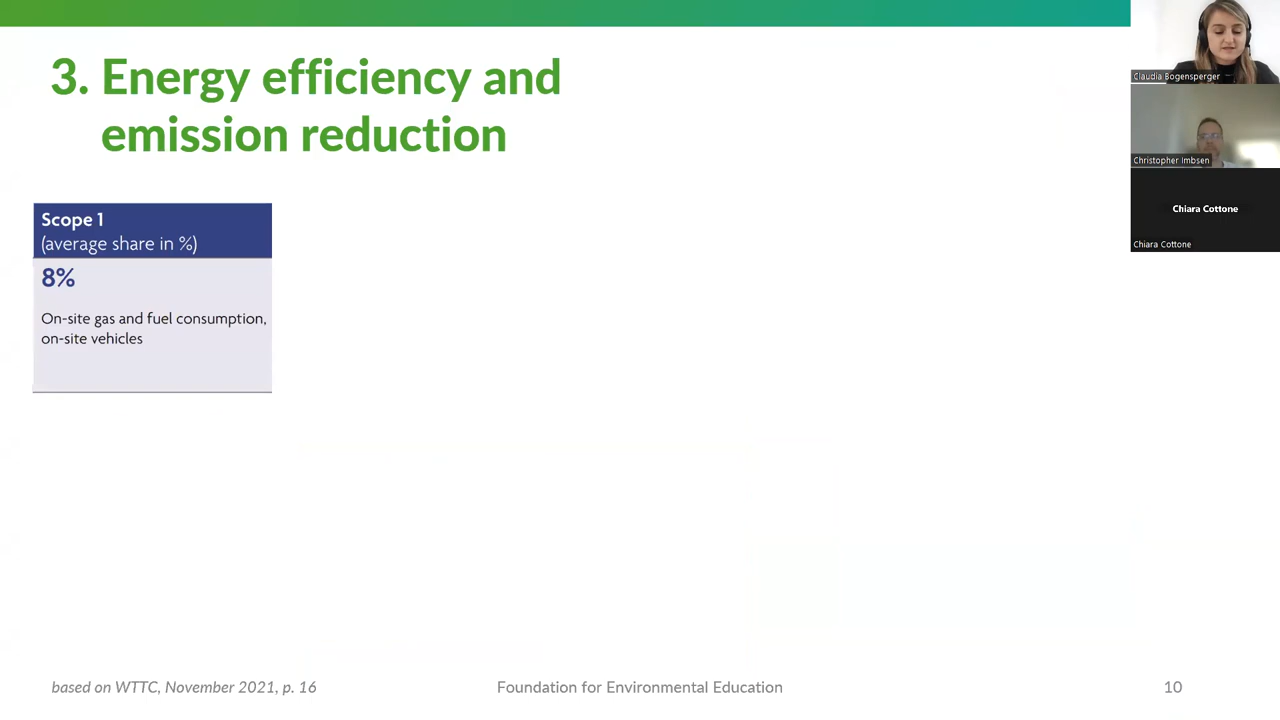 3. Energy efficiency and
emission reduction
Scope 1
(average share in %)
8%
On-site gas and fuel consumption,
on-site vehicles
Claudia Bogensperger
Christopher Imbsen
Chiara Cottone
Chiara Cottone
based on WTTC, November 2021, p. 16
Foundation for Environmental Education
10